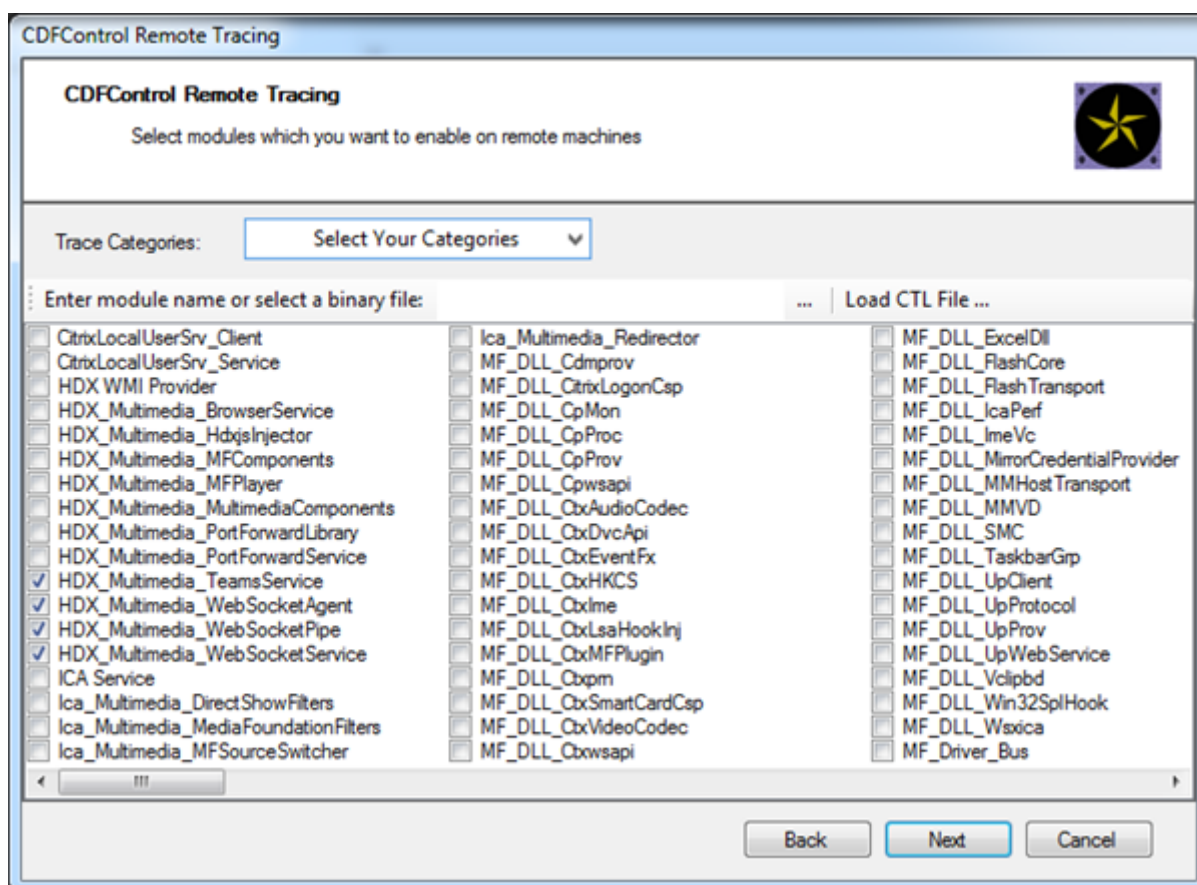 CDFControl Remote Tracing
CDFControl Remote Tracing
Select modules which you want to enable on remote machines
Trace Categories:
Select Your Categories
Enter module name or select a binary file:
...
Load CTL File ...
CitrixLocalUserSrv_Client
CitrixLocalUserSrv_Service
HDX WMI Provider
HDX_Multimedia_BrowserService
HDX_Multimedia_HdxjsInjector
HDX_Multimedia_MFComponents
HDX_Multimedia_MFPlayer
HDX_Multimedia_MultimediaComponents
HDX_Multimedia_PortForwardLibrary
HDX_Multimedia_PortForwardService
HDX_Multimedia_TeamsService
HDX_Multimedia_WebSocketAgent
HDX_Multimedia_WebSocketPipe
HDX_Multimedia_WebSocketService
ICA Service
Ica_Multimedia_DirectShowFilters
Ica_Multimedia_MediaFoundationFilters
Ica_Multimedia_MFSourceSwitcher
Ica_Multimedia_Redirector
MF_DLL_Cdmprov
MF_DLL_CitrixLogonCsp
MF_DLL_CpMon
MF_DLL_CpProc
MF_DLL_CpProv
MF_DLL_Cpwsapi
MF_DLL_CtxAudioCodec
MF_DLL_CtxDvcApi
MF_DLL_CtxEventFx
MF_DLL_CtxHKCS
MF_DLL_CtxIme
MF_DLL_CtxLsaHookInj
MF_DLL_CtxMFPlugin
MF_DLL_Ctxpm
MF_DLL_CtxSmartCardCsp
MF_DLL_CtxVideoCodec
MF_DLL_Ctxwsapi
MF_DLL_ExcelDll
MF_DLL_FlashCore
MF_DLL_FlashTransport
MF_DLL_IcaPerf
MF_DLL_ImeVc
MF_DLL_MirrorCredentialProvider
MF_DLL_MMHostTransport
MF_DLL_MMVD
MF_DLL_SMC
MF_DLL_TaskbarGrp
MF_DLL_UpClient
MF_DLL_UpProtocol
MF_DLL_UpProv
MF_DLL_UpWebService
MF_DLL_Vclipbd
MF_DLL_Win32SplHook
MF_DLL_Wsxica
MF_Driver_Bus
Back
Next
Cancel